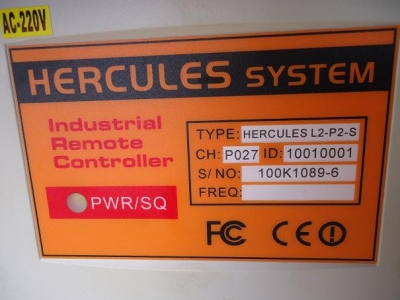 AC-220V
HERCULES SYSTEM
Industrial
Remote
Controller
PWR/SQ
TYPE: HERCULES L2-P2-S
CH: P027 ID: 10010001
S/NO: 100K1089-6
FREQ:
FC CE